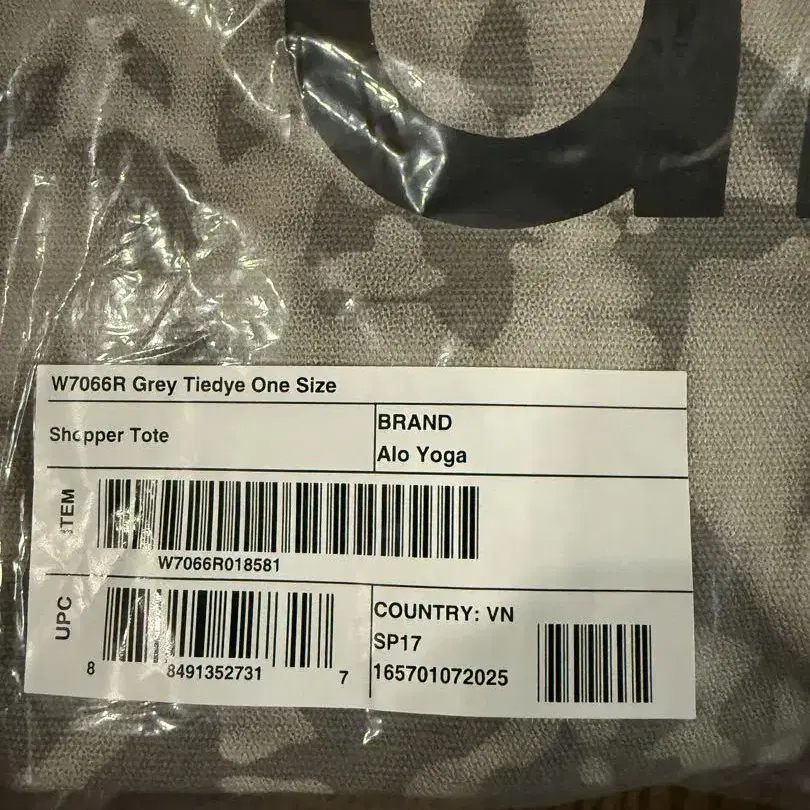 W7066R Grey Tiedye One Size
Shopper Tote
BRAND
Alo Yoga
ITEM
W7066R018581
UPC
8 8491352731 7
COUNTRY: VN
SP17
165701072025